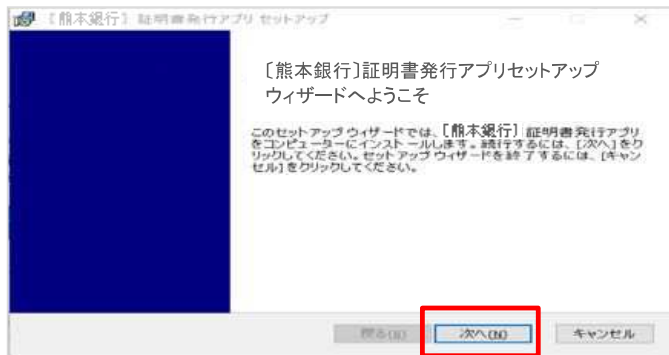 〔熊本銀行〕 証明書発行アプリ セットアップ
〔熊本銀行〕証明書発行アプリセットアップ
ウィザードへようこそ
このセットアップ ウィザードでは、〔熊本銀行〕 証明書発行アプリ
をコンピューターにインストールします。続行するには、[次へ] をク
リックしてください。セットアップ ウィザードを終了するには、[キャン
セル] をクリックしてください。
戻る(B)
次へ(N)
キャンセル